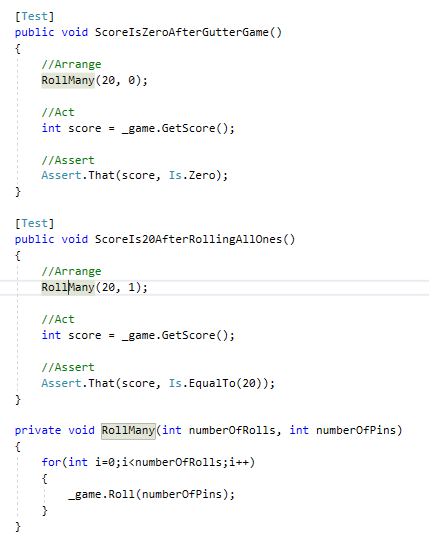 [Test]
public void ScoreIsZeroAfterGutterGame()
{
    //Arrange
    RollMany(20, 0);

    //Act
    int score = _game.GetScore();

    //Assert
    Assert.That(score, Is.Zero);
}

[Test]
public void ScoreIs20AfterRollingAllOnes()
{
    //Arrange
    RollMany(20, 1);

    //Act
    int score = _game.GetScore();

    //Assert
    Assert.That(score, Is.EqualTo(20));
}

private void RollMany(int numberOfRolls, int numberOfPins)
{
    for(int i=0;i<numberOfRolls;i++)
    {
        _game.Roll(numberOfPins);
    }
}